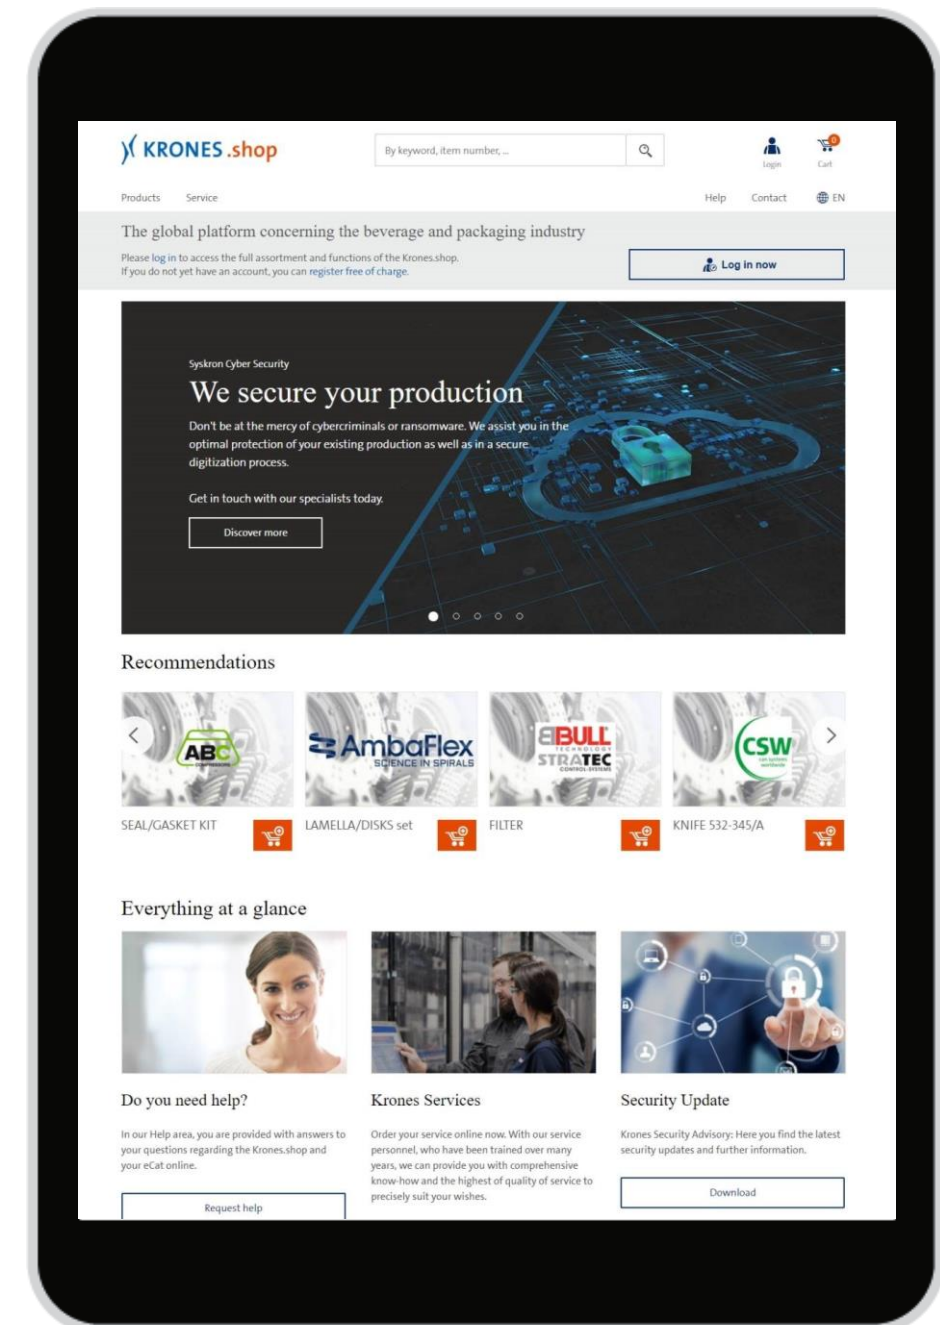 KRONES.shop
By keyword, item number, ...
Login
0
Cart
Products
Service
Help
Contact
EN
The global platform concerning the beverage and packaging industry
Please log in to access the full assortment and functions of the Krones.shop.
If you do not yet have an account, you can register free of charge.
Log in now
Syskron Cyber Security
We secure your production
Don't be at the mercy of cybercriminals or ransomware. We assist you in the
optimal protection of your existing production as well as in a secure
digitization process.
Get in touch with our specialists today.
Discover more
Recommendations
ABC
COMPRESSORS
AmbaFlex
SCIENCE IN SPIRALS
BULL
TECHNOLOGY
STRATEC
CONTROL-SYSTEMS
CSW
can systems
worldwide
SEAL/GASKET KIT
LAMELLA/DISKS set
FILTER
KNIFE 532-345/A
Everything at a glance
Do you need help?
In our Help area, you are provided with answers to
your questions regarding the Krones.shop and
your eCat online.
Request help
Krones Services
Order your service online now. With our service
personnel, who have been trained over many
years, we can provide you with comprehensive
know-how and the highest of quality of service to
precisely suit your wishes.
Security Update
Krones Security Advisory: Here you find the latest
security updates and further information.
Download